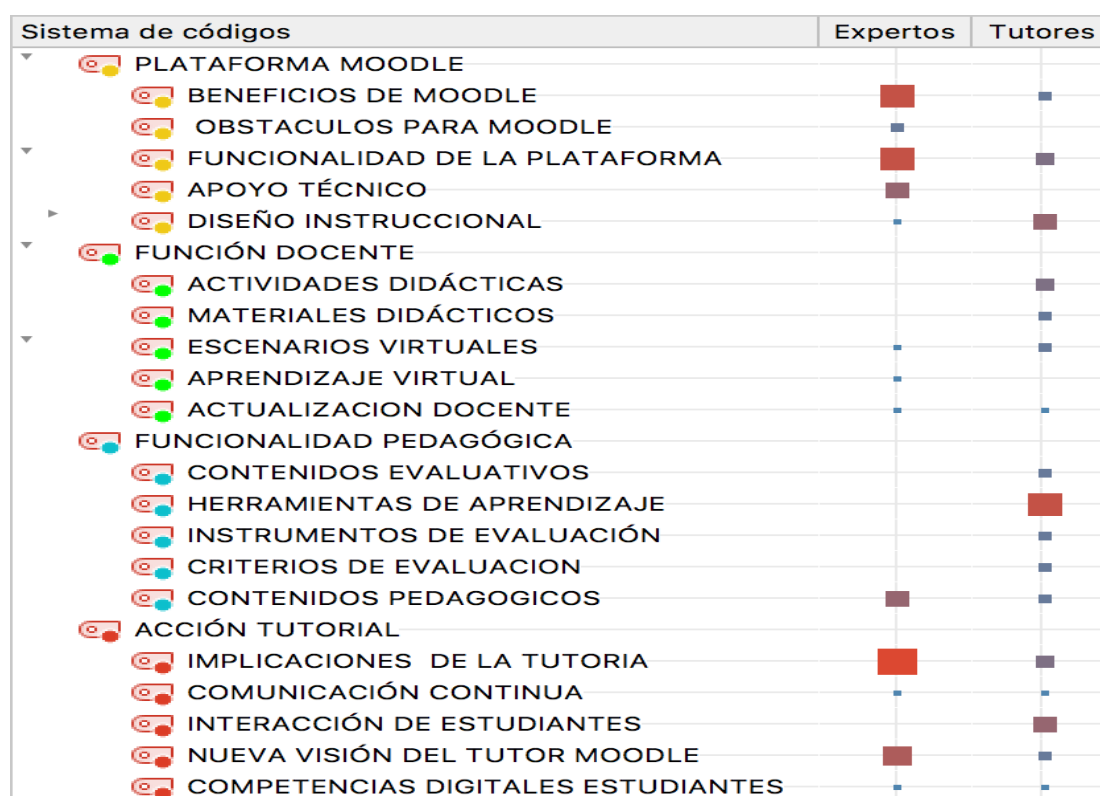 Sistema de códigos Expertos Tutores
PLATAFORMA MOODLE
BENEFICIOS DE MOODLE
OBSTACULOS PARA MOODLE
FUNCIONALIDAD DE LA PLATAFORMA
APOYO TÉCNICO
DISEÑO INSTRUCCIONAL
FUNCIÓN DOCENTE
ACTIVIDADES DIDÁCTICAS
MATERIALES DIDÁCTICOS
ESCENARIOS VIRTUALES
APRENDIZAJE VIRTUAL
ACTUALIZACION DOCENTE
FUNCIONALIDAD PEDAGÓGICA
CONTENIDOS EVALUATIVOS
HERRAMIENTAS DE APRENDIZAJE
INSTRUMENTOS DE EVALUACIÓN
CRITERIOS DE EVALUACION
CONTENIDOS PEDAGOGICOS
ACCIÓN TUTORIAL
IMPLICACIONES DE LA TUTORIA
COMUNICACIÓN CONTINUA
INTERACCIÓN DE ESTUDIANTES
NUEVA VISIÓN DEL TUTOR MOODLE
COMPETENCIAS DIGITALES ESTUDIANTES